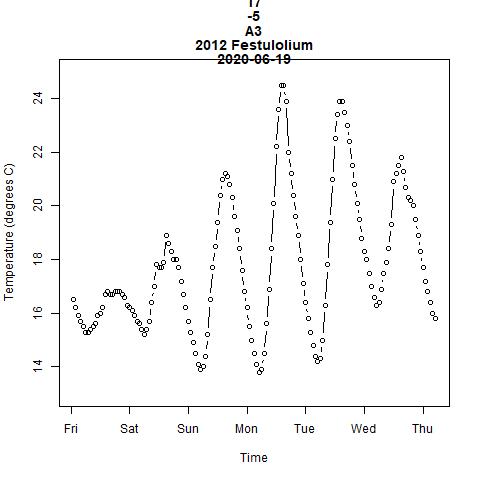 17
-5
A3
2012 Festulolium
2020-06-19
Temperature (degrees C)
24
22
20
18
16
14
Fri Sat Sun Mon Tue Wed Thu
Time